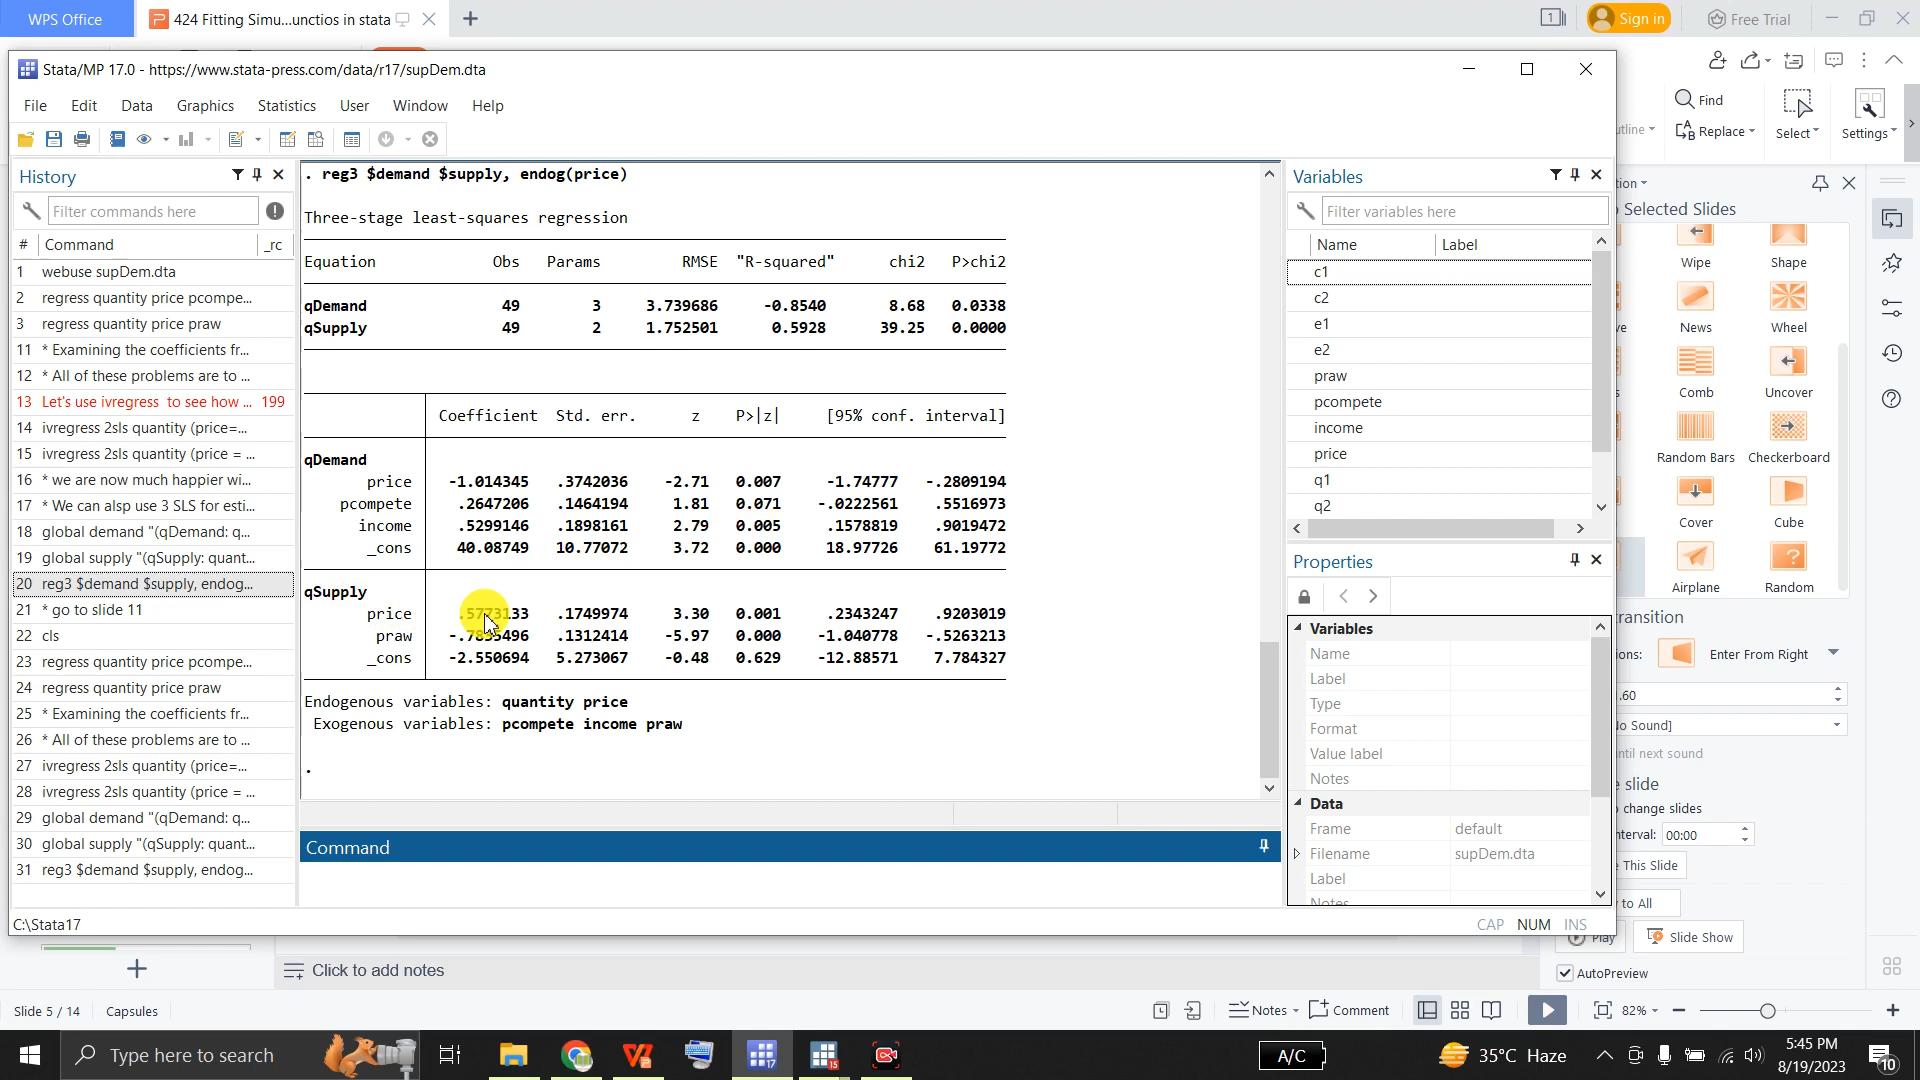 WPS Office
424 Fitting Simu...unctios in stata
1
Sign in
Free Trial
Stata/MP 17.0 - https://www.stata-press.com/data/r17/supDem.dta
File Edit Data Graphics Statistics User Window Help
Find
Replace
Select
Settings
History
Filter commands here
# Command _rc
1 webuse supDem.dta
2 regress quantity price pcompe...
3 regress quantity price praw
11 * Examining the coefficients fr...
12 * All of these problems are to ...
13 Let's use ivregress to see how ... 199
14 ivregress 2sls quantity (price=...
15 ivregress 2sls quantity (price = ...
16 * we are now much happier wi...
17 * We can alsp use 3 SLS for esti...
18 global demand "(qDemand: q...
19 global supply "(qSupply: quant...
20 reg3 $demand $supply, endog...
21 * go to slide 11
22 cls
23 regress quantity price pcompe...
24 regress quantity price praw
25 * Examining the coefficients fr...
26 * All of these problems are to ...
27 ivregress 2sls quantity (price=...
28 ivregress 2sls quantity (price = ...
29 global demand "(qDemand: q...
30 global supply "(qSupply: quant...
31 reg3 $demand $supply, endog...
. reg3 $demand $supply, endog(price)
Three-stage least-squares regression
Equation Obs Params RMSE "R-squared" chi2 P>chi2
qDemand 49 3 3.739686 -0.8540 8.68 0.0338
qSupply 49 2 1.752501 0.5928 39.25 0.0000
Coefficient Std. err. z P>|z| [95% conf. interval]
qDemand
price -1.014345 .3742036 -2.71 0.007 -1.74777 -.2809194
pcompete .2647206 .1464194 1.81 0.071 -.0222561 .5516973
income .5299146 .1898161 2.79 0.005 .1578819 .9019472
_cons 40.08749 10.77072 3.72 0.000 18.97726 61.19772
qSupply
price .5773133 .1749974 3.30 0.001 .2343247 .9203019
praw .1312414 -5.97 0.000 -1.040778 -.5263213
_cons -2.550694 5.273067 -0.48 0.629 -12.88571 7.784327
Endogenous variables: quantity price
Exogenous variables: pcompete income praw
.
Command
C:\Stata17
CAP NUM INS
Variables
Filter variables here
Name Label
c1
c2
e1
e2
praw
pcompete
income
price
q1
q2
Properties
Variables
Name
Label
Type
Format
Value label
Notes
Data
Frame default
Filename supDem.dta
Label
Notes
Selected Slides
Wipe Shape
News Wheel
Comb Uncover
Random Bars Checkerboard
Cover Cube
Airplane Random
Enter From Right
.60
until next sound
slide
change slides
00:00
This Slide
to All
Play
Slide Show
AutoPreview
Click to add notes
Slide 5 / 14 Capsules
Notes Comment 82%
Type here to search
A/C
35°C Haze
5:45 PM
8/19/2023
10